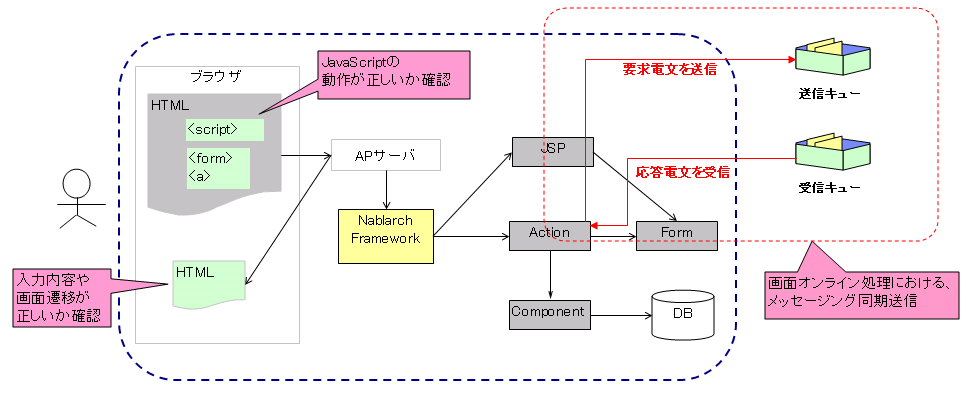 ブラウザ
HTML
<script>
<form>
<a>
JavaScriptの
動作が正しいか確認
APサーバ
Nablarch
Framework
HTML
入力内容や
画面遷移が
正しいか確認
JSP
Action
Form
Component
DB
要求電文を送信
送信キュー
応答電文を受信
受信キュー
画面オンライン処理における、
メッセージング同期送信